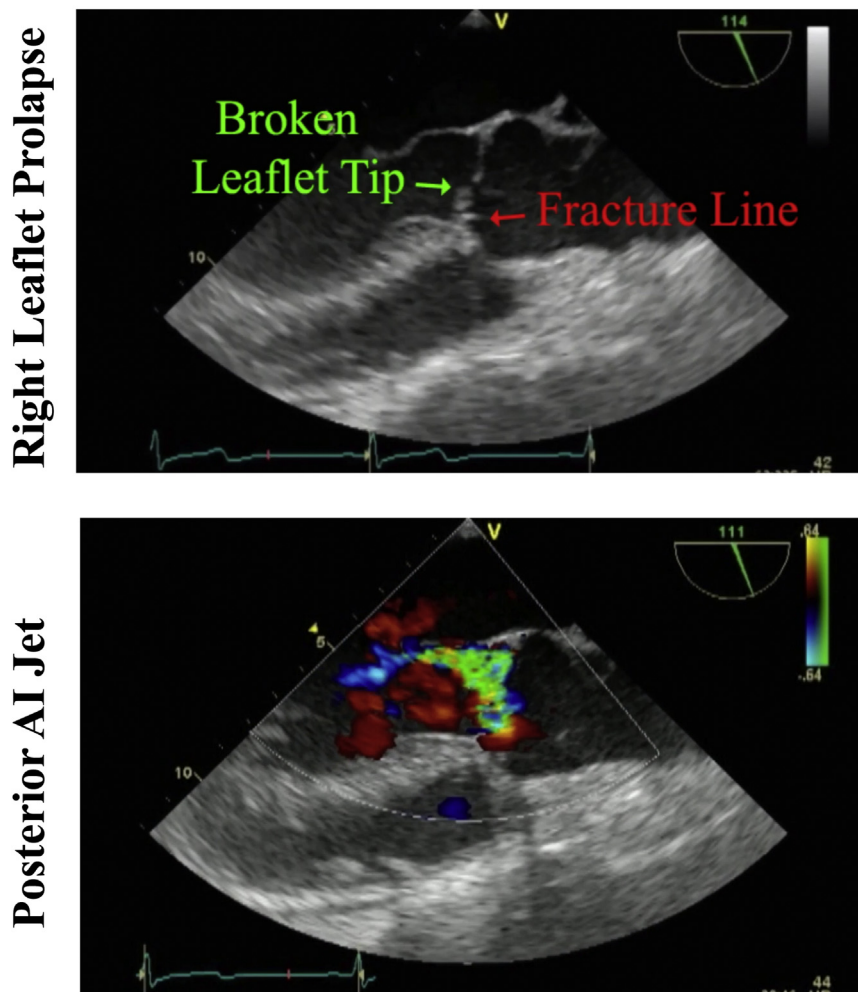 Right Leaflet Prolapse
V
114
Broken
Leaflet Tip
Fracture Line
10
42
Posterior AI Jet
V
111
.64
-.64
5
10
44